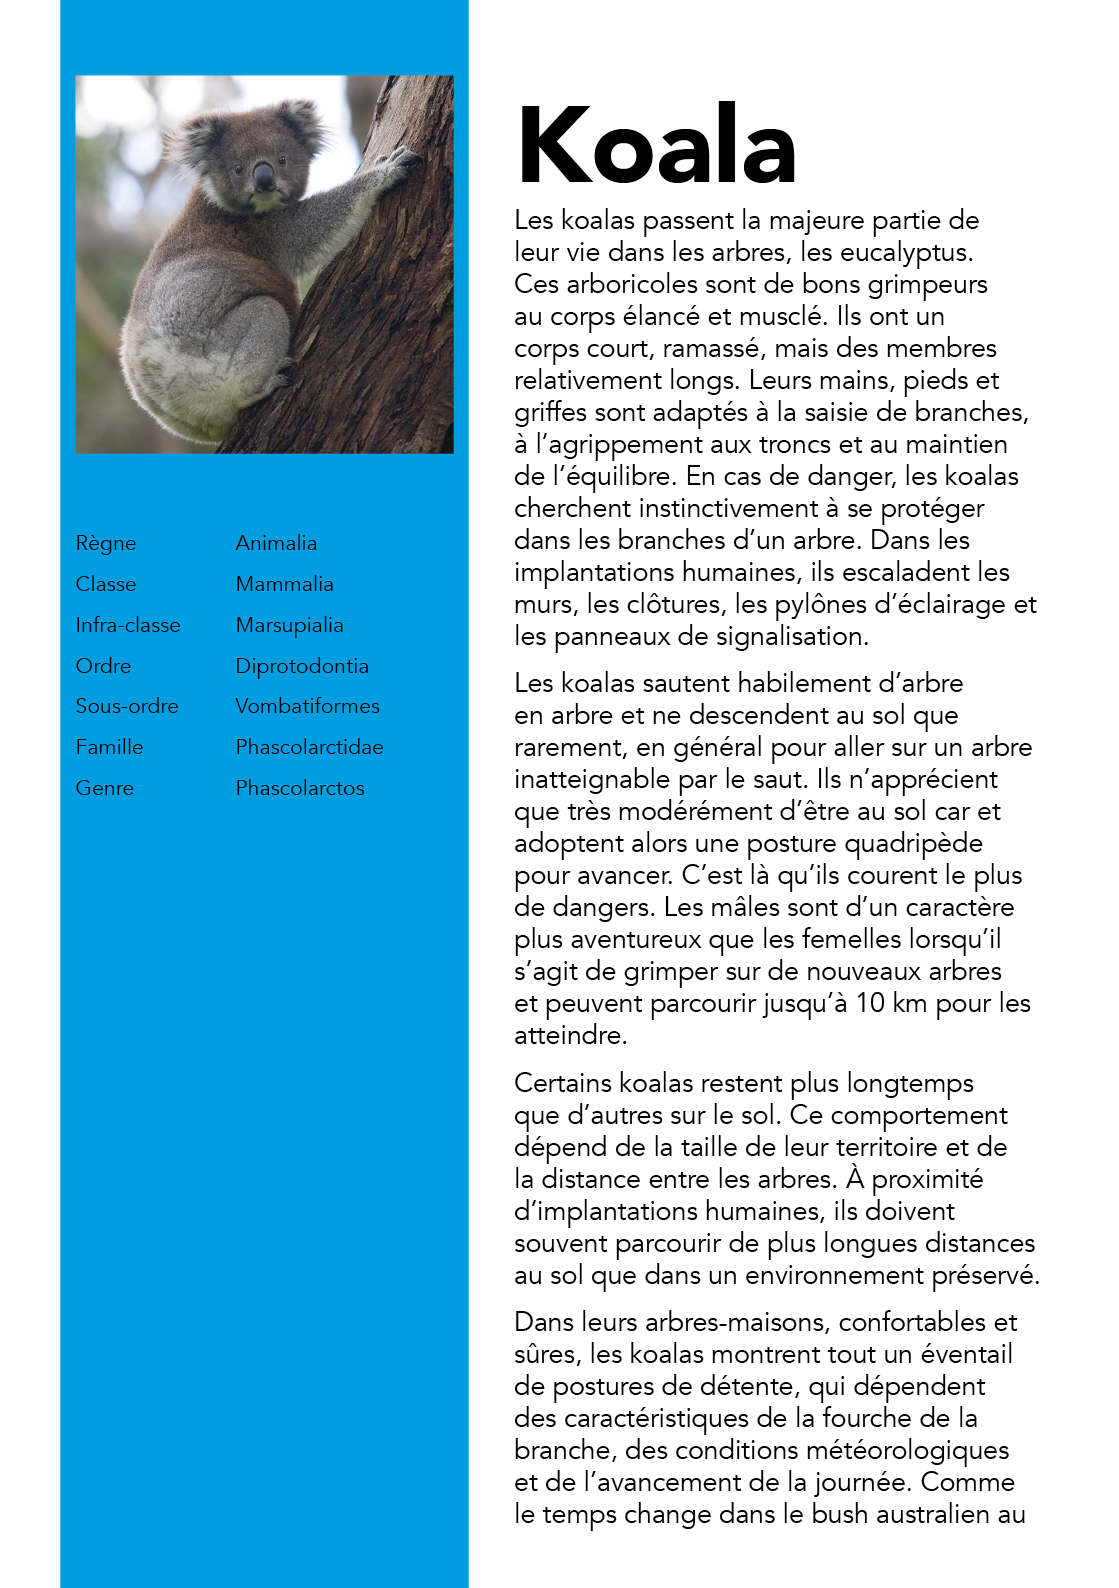 Koala
Les koalas passent la majeure partie de
leur vie dans les arbres, les eucalyptus.
Ces arboricoles sont de bons grimpeurs
au corps élancé et musclé. Ils ont un
corps court, ramassé, mais des membres
relativement longs. Leurs mains, pieds et
griffes sont adaptés à la saisie de branches,
à l’agrippement aux troncs et au maintien
de l’équilibre. En cas de danger, les koalas
cherchent instinctivement à se protéger
dans les branches d’un arbre. Dans les
implantations humaines, ils escaladent les
murs, les clôtures, les pylônes d’éclairage et
les panneaux de signalisation.
Les koalas sautent habilement d’arbre
en arbre et ne descendent au sol que
rarement, en général pour aller sur un arbre
inatteignable par le saut. Ils n’apprécient
que très modérément d’être au sol car et
adoptent alors une posture quadripède
pour avancer. C’est là qu’ils courent le plus
de dangers. Les mâles sont d’un caractère
plus aventureux que les femelles lorsqu’il
s’agit de grimper sur de nouveaux arbres
et peuvent parcourir jusqu’à 10 km pour les
atteindre.
Certains koalas restent plus longtemps
que d’autres sur le sol. Ce comportement
dépend de la taille de leur territoire et de
la distance entre les arbres. À proximité
d’implantations humaines, ils doivent
souvent parcourir de plus longues distances
au sol que dans un environnement préservé.
Dans leurs arbres-maisons, confortables et
sûres, les koalas montrent tout un éventail
de postures de détente, qui dépendent
des caractéristiques de la fourche de la
branche, des conditions météorologiques
et de l’avancement de la journée. Comme
le temps change dans le bush australien au
Règne Animalia
Classe Mammalia
Infra-classe Marsupialia
Ordre Diprotodontia
Sous-ordre Vombatiformes
Famille Phascolarctidae
Genre Phascolarctos